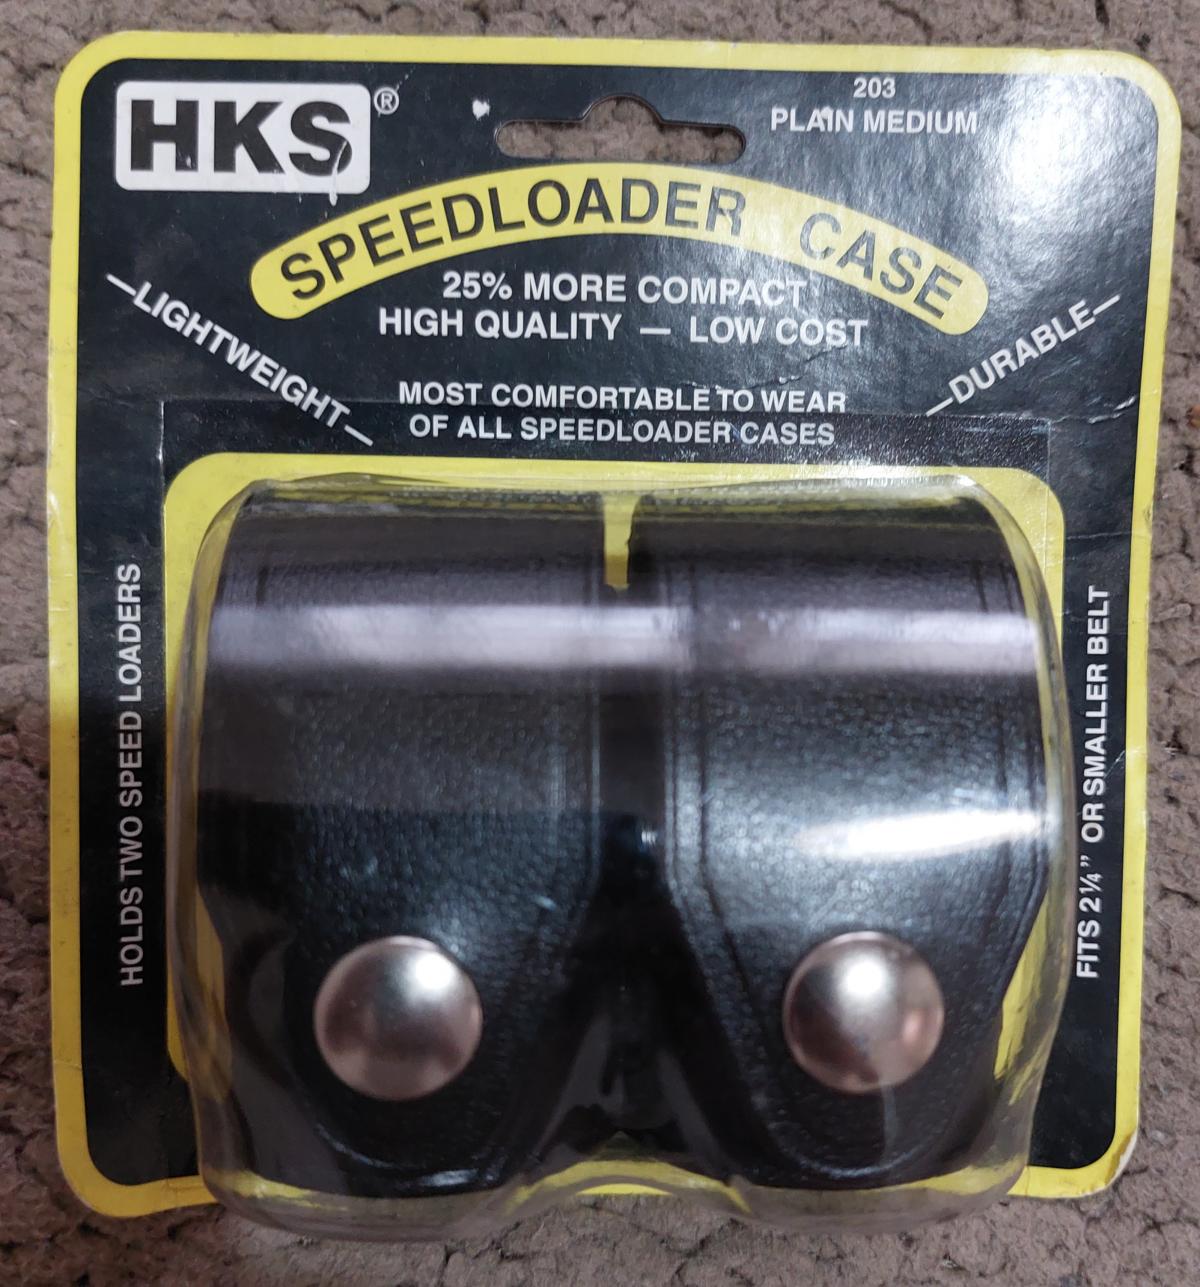 HKS®
203
PLAIN MEDIUM
SPEEDLOADER CASE
25% MORE COMPACT
HIGH QUALITY — LOW COST
—LIGHTWEIGHT—
—DURABLE—
MOST COMFORTABLE TO WEAR
OF ALL SPEEDLOADER CASES
HOLDS TWO SPEED LOADERS
FITS 2¼” OR SMALLER BELT